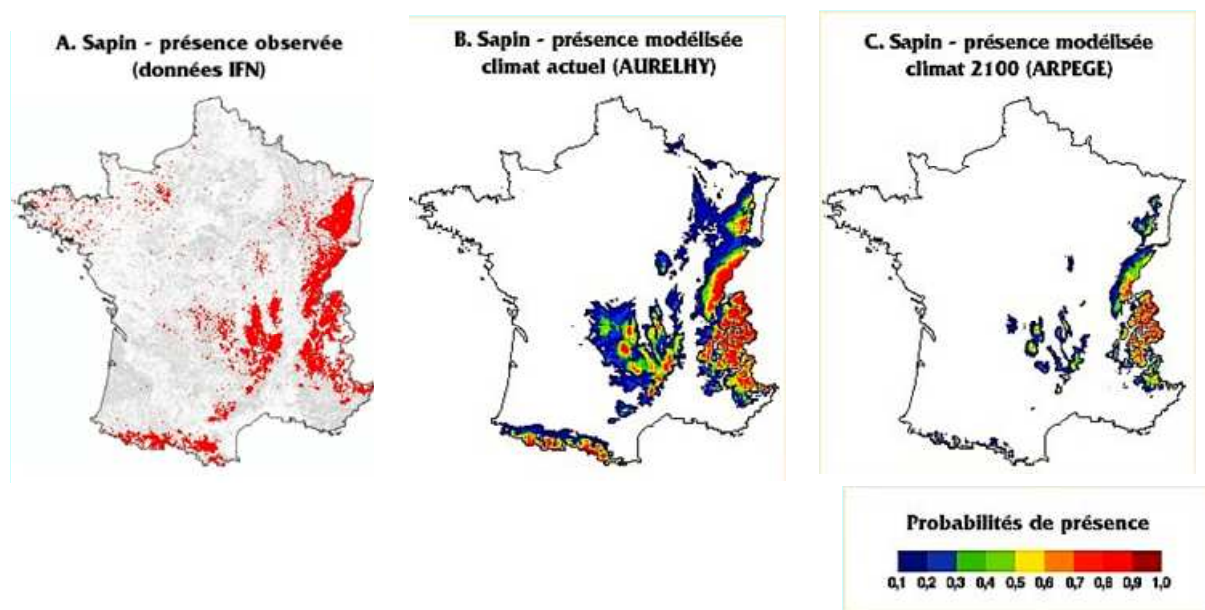 A. Sapin - présence observée
(données IFN)
B. Sapin - présence modélisée
climat actuel (AURELHY)
C. Sapin - présence modélisée
climat 2100 (ARPEGE)
Probabilités de présence
0,1 0,2 0,3 0,4 0,5 0,6 0,7 0,8 0,9 1,0